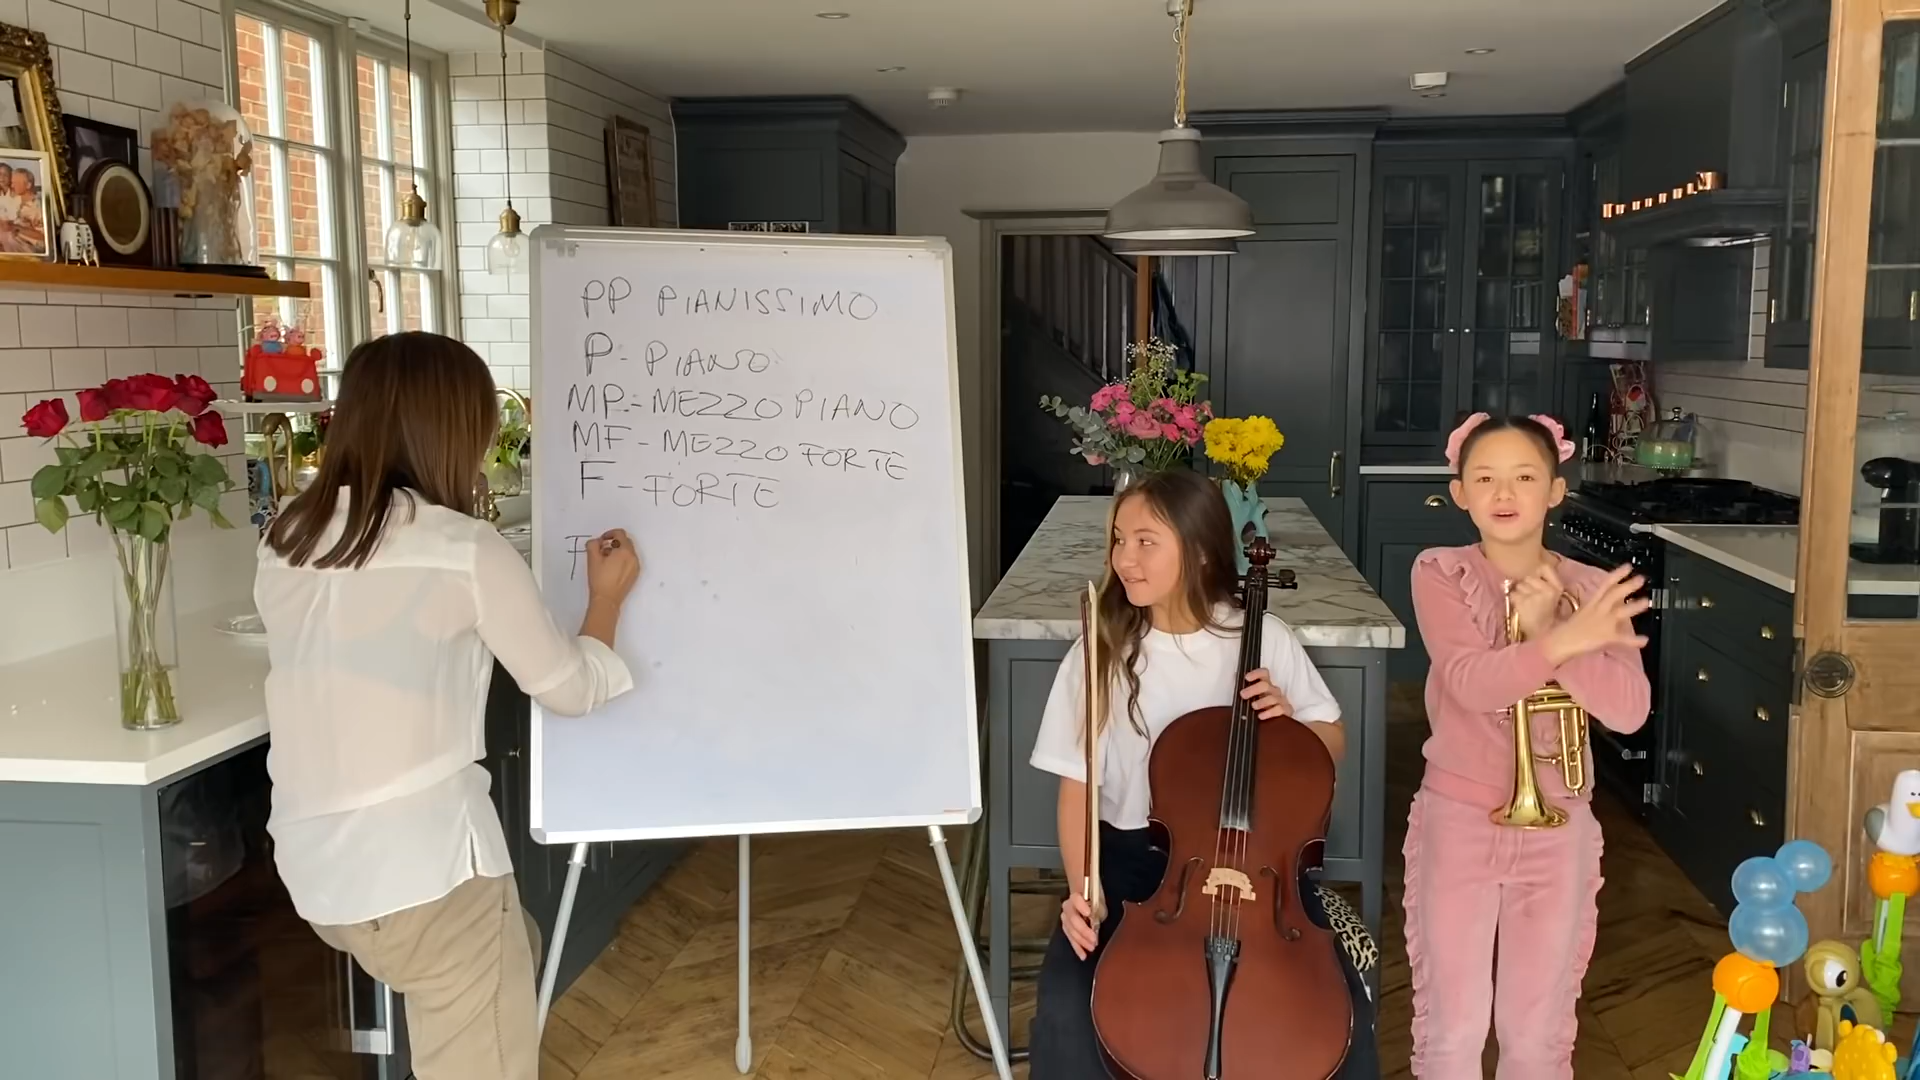 PP PIANISSIMO
P - PIANO
MP - MEZZO PIANO
MF - MEZZO FORTE
F - FORTE
F